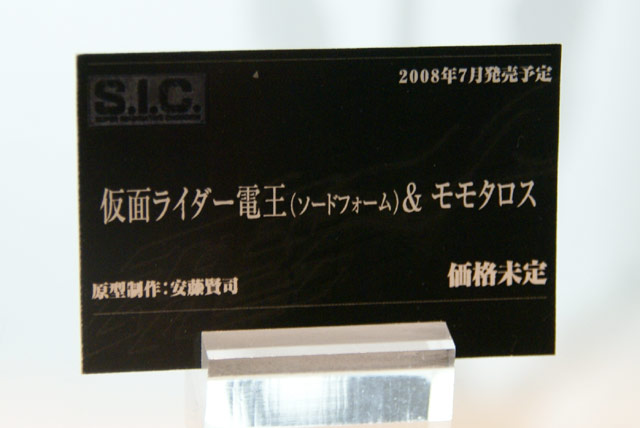 2008年7月発売予定
S.I.C.
仮面ライダー電王(ソードフォーム)& モモタロス
価格未定
原型制作:安藤賢司